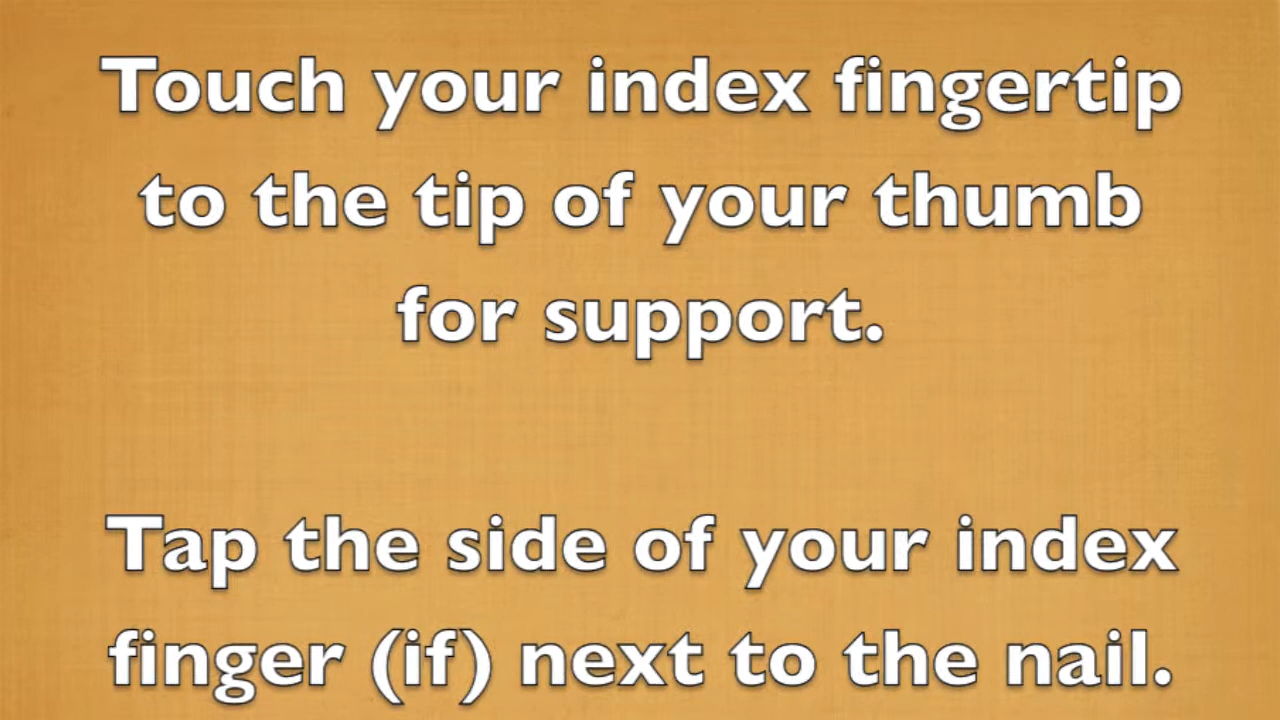 Touch your index fingertip
to the tip of your thumb
for support.
Tap the side of your index
finger (if) next to the nail.